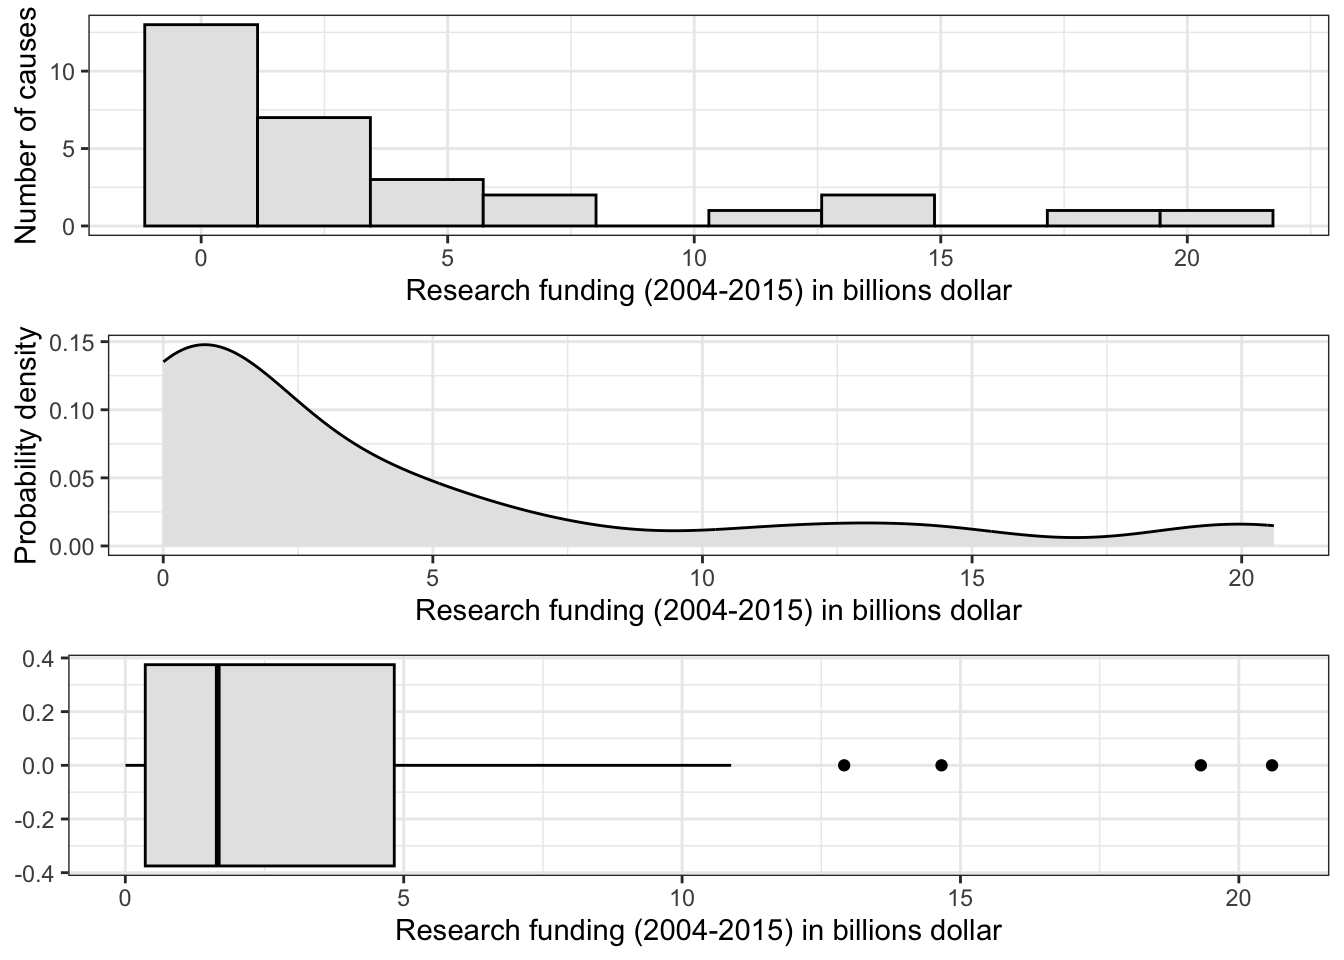 Number of causes
10
5
0
0 5 10 15 20
Research funding (2004-2015) in billions dollar
Probability density
0.15
0.10
0.05
0.00
0 5 10 15 20
Research funding (2004-2015) in billions dollar
0.4
0.2
0.0
-0.2
-0.4
0 5 10 15 20
Research funding (2004-2015) in billions dollar